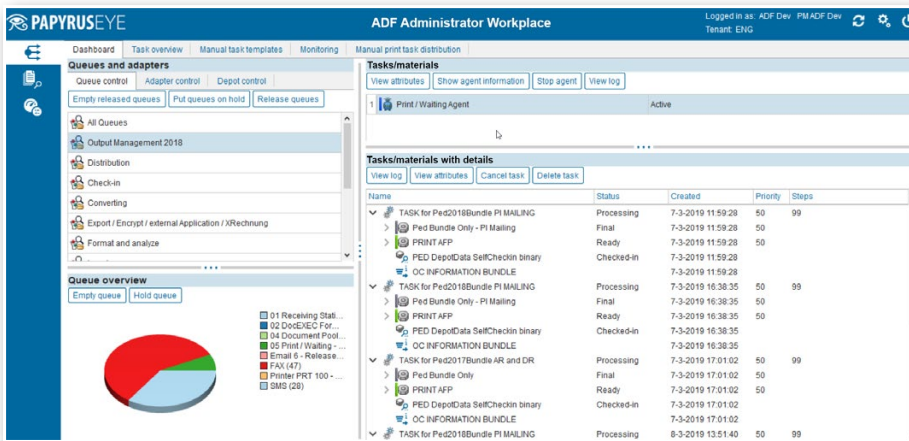 PAPYRUSEYE
ADF Administrator Workplace
Logged in as: ADF Dev PM ADF Dev
Tenant: ENG
Dashboard Task overview Manual task templates Monitoring Manual print task distribution
Queues and adapters
Queue control Adapter control Depot control
Empty released queues Put queues on hold Release queues
All Queues
Output Management 2018
Distribution
Check-in
Converting
Export / Encrypt / external Application / XRechnung
Format and analyze
Queue overview
Empty queue Hold queue
01 Receiving Stati...
02 DocEXEC For...
04 Document Pool...
05 Print / Waiting - ...
Email 6 - Release...
FAX (47)
Printer PRT 100 - ...
SMS (28)
Tasks/materials
View attributes Show agent information Stop agent View log
1 Print / Waiting Agent Active
Tasks/materials with details
View log View attributes Cancel task Delete task
Name Status Created Priority Steps
TASK for Ped2018Bundle PI MAILING Processing 7-3-2019 11:59:28 50 99
Ped Bundle Only - PI Mailing Final 7-3-2019 11:59:28 50
PRINT AFP Ready 7-3-2019 11:59:28 50
PED DepotData SelfCheckin binary Checked-in 7-3-2019 11:59:28
OC INFORMATION BUNDLE 7-3-2019 11:59:28
TASK for Ped2018Bundle PI MAILING Processing 7-3-2019 16:38:35 50 99
Ped Bundle Only - PI Mailing Final 7-3-2019 16:38:35 50
PRINT AFP Ready 7-3-2019 16:38:35 50
PED DepotData SelfCheckin binary Checked-in 7-3-2019 16:38:35
OC INFORMATION BUNDLE 7-3-2019 16:38:35
TASK for Ped2017Bundle AR and DR Processing 7-3-2019 17:01:02 50 99
Ped Bundle Only Final 7-3-2019 17:01:02 50
PRINT AFP Ready 7-3-2019 17:01:02 50
PED DepotData SelfCheckin binary Checked-in 7-3-2019 17:01:02
OC INFORMATION BUNDLE 7-3-2019 17:01:02
TASK for Ped2018Bundle PI MAILING Processing 8-3-2019 13:51:40 50 99